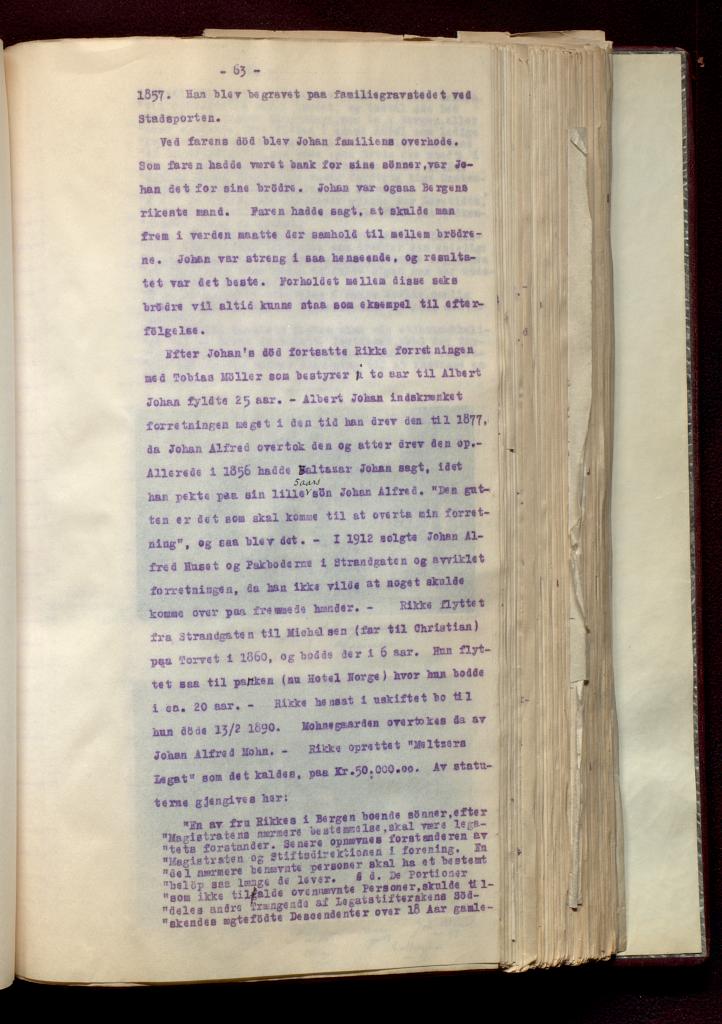 - 63 -
1857. Han blev begravet paa familiegravstedet ved
Stadsporten.
Ved farens död blev Johan familiens overhode.
Som faren hadde været bank for sine sönner,var Jo-
han det for sine brödre. Johan var ogsaa Bergens
rikeste mand. Faren hadde sagt, at skulde man
frem i verden maatte der samhold til mellem brödre-
ne. Johan var streng i saa henseende, og resulta-
tet var det beste. Forholdet mellem disse seks
brödre vil altid kunne staa som eksempel til efter-
fölgelse.
Efter Johan's död fortsatte Rikke forretningen
med Tobias Möller som bestyrer i to aar til Albert
Johan fyldte 25 aar. - Albert Johan indskrænket
forretningen meget i den tid han drev den til 1877,
da Johan Alfred overtok den og atter drev den op.-
Allerede i 1856 hadde Baltazar Johan sagt, idet
5aars
han pekte paa sin lille sön Johan Alfred. "Den gut-
ten er det som skal komme til at overta min forret-
ning", og saa blev det. - I 1912 solgte Johan Al-
fred Huset og Pakboderne i Strandgaten og avviklet
forretningen, da han ikke vilde at noget skulde
komme over paa fremmede hænder. - Rikke flyttet
fra Strandgaten til Michelsen (far til Christian)
paa Torvet i 1860, og bodde der i 6 aar. Hun flyt-
tet saa til parken (nu Hotel Norge) hvor hun bodde
i ca. 20 aar. - Rikke hensat i uskiftet bo til
hun döde 13/2 1890. Mohnegaarden overtokes da av
Johan Alfred Mohn. - Rikke oprettet "Meltzers
Legat" som det kaldes, paa Kr.50.000.oo. Av statu-
terne gjengives her:
"En av fru Rikkes i Bergen boende sönner,efter
"Magistratens nærmere bestemmelse,skal være lega-
"tets forstander. Senere opnævnes forstanderen av
"Magistraten og Stiftsdirektionen i forening. En
"del nærmere benævnte personer skal ha et bestemt
"belöp saa længe de lever. § d. De Portioner
"som ikke tilfalde ovennævnte Personer,skulde til-
"deles andre Trængende af Legatstifterskens Söd-
"skendes ægtefödte Descendenter over 18 Aar gamle-